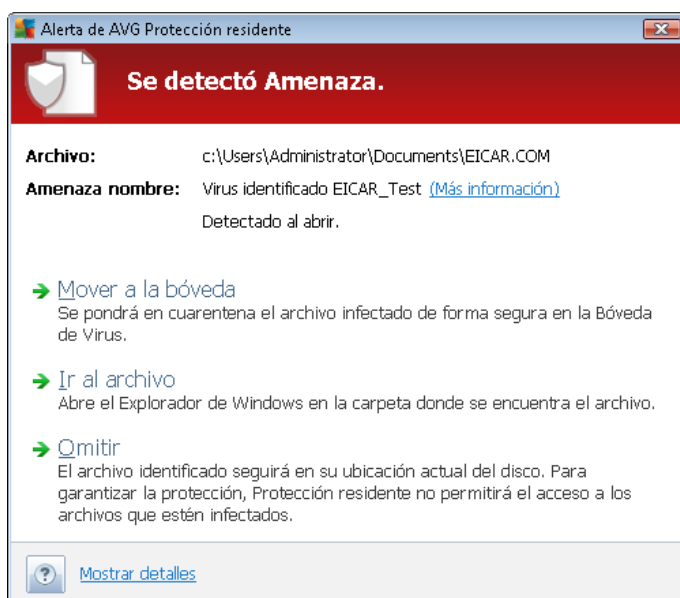 Alerta de AVG Protección residente
Se detectó Amenaza.
Archivo: c:\Users\Administrator\Documents\EICAR.COM
Amenaza nombre: Virus identificado EICAR_Test (Más información)
Detectado al abrir.
Mover a la bóveda
Se pondrá en cuarentena el archivo infectado de forma segura en la Bóveda
de Virus.
Ir al archivo
Abre el Explorador de Windows en la carpeta donde se encuentra el archivo.
Omitir
El archivo identificado seguirá en su ubicación actual del disco. Para
garantizar la protección, Protección residente no permitirá el acceso a los
archivos que estén infectados.
? Mostrar detalles